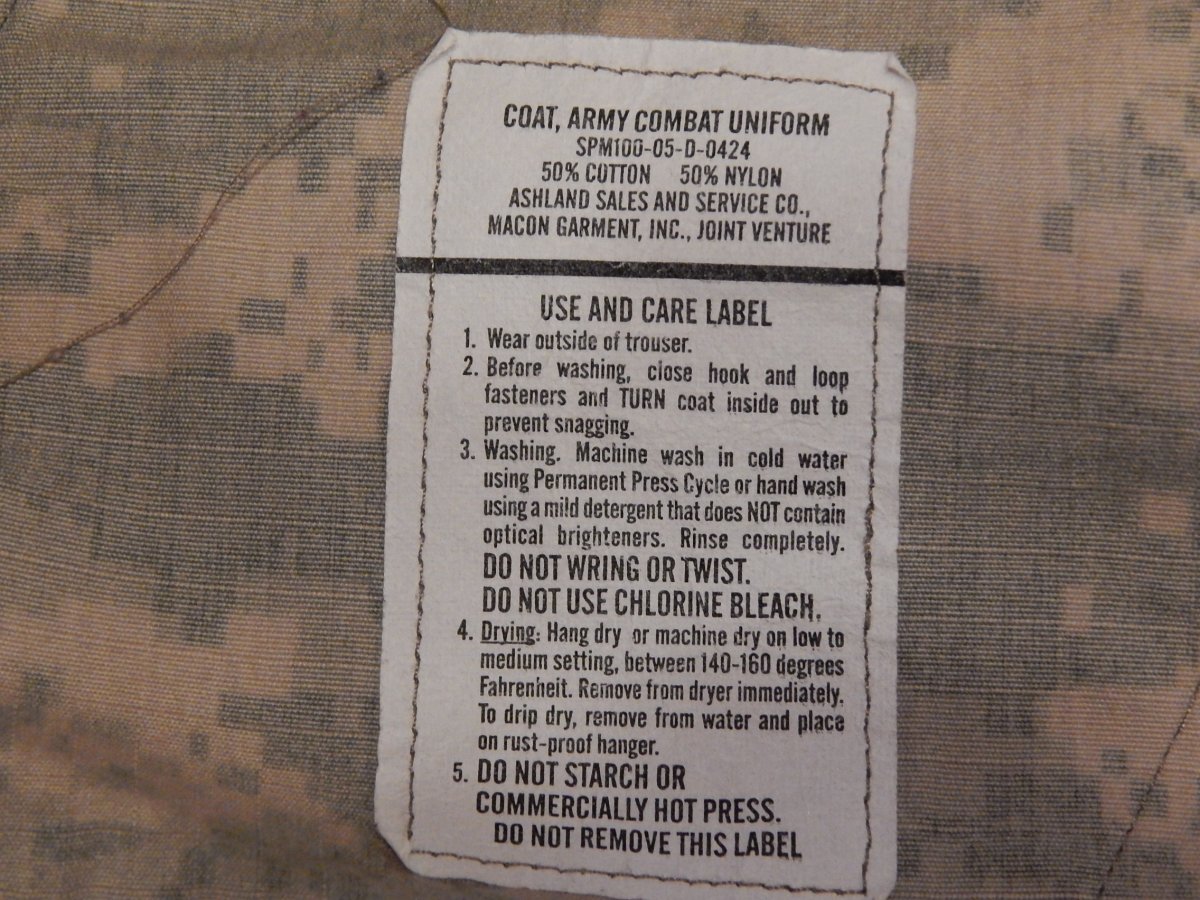 COAT, ARMY COMBAT UNIFORM
SPM100-05-D-0424
50% COTTON 50% NYLON
ASHLAND SALES AND SERVICE CO.,
MACON GARMENT, INC., JOINT VENTURE
USE AND CARE LABEL
1. Wear outside of trouser.
2. Before washing, close hook and loop
fasteners and TURN coat inside out to
prevent snagging.
3. Washing. Machine wash in cold water
using Permanent Press Cycle or hand wash
using a mild detergent that does NOT contain
optical brighteners. Rinse completely.
DO NOT WRING OR TWIST.
DO NOT USE CHLORINE BLEACH.
4. Drying: Hang dry or machine dry on low to
medium setting, between 140-160 degrees
Fahrenheit. Remove from dryer immediately.
To drip dry, remove from water and place
on rust-proof hanger.
5. DO NOT STARCH OR
COMMERCIALLY HOT PRESS.
DO NOT REMOVE THIS LABEL